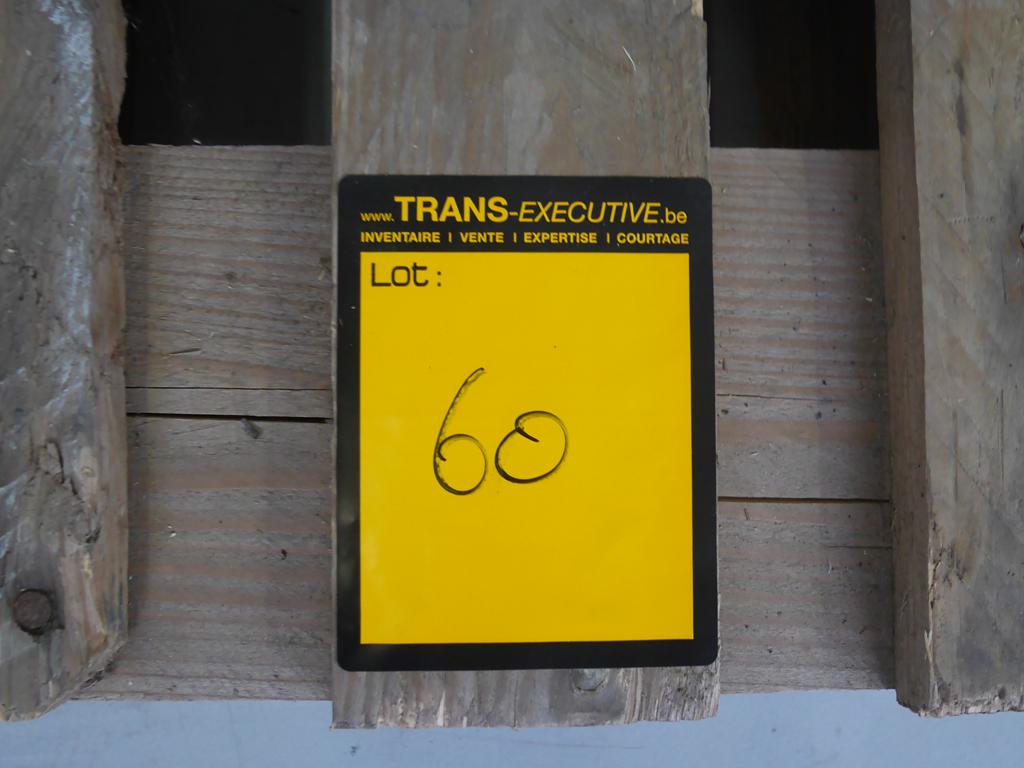 www.TRANS-EXECUTIVE.be
INVENTAIRE | VENTE | EXPERTISE | COURTAGE
Lot:
60